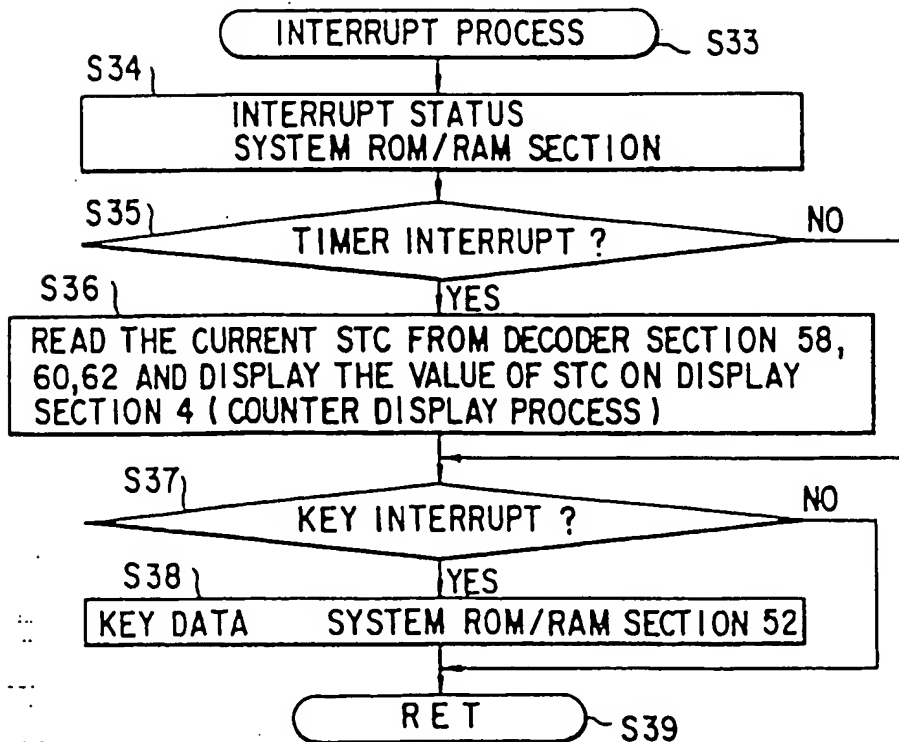 INTERRUPT PROCESS
S33
S34
INTERRUPT STATUS
SYSTEM ROM/RAM SECTION
S35
TIMER INTERRUPT ?
NO
S36
YES
READ THE CURRENT STC FROM DECODER SECTION 58,
60,62 AND DISPLAY THE VALUE OF STC ON DISPLAY
SECTION 4 ( COUNTER DISPLAY PROCESS )
S37
KEY INTERRUPT ?
NO
S38
YES
KEY DATA SYSTEM ROM/RAM SECTION 52
RET
S39